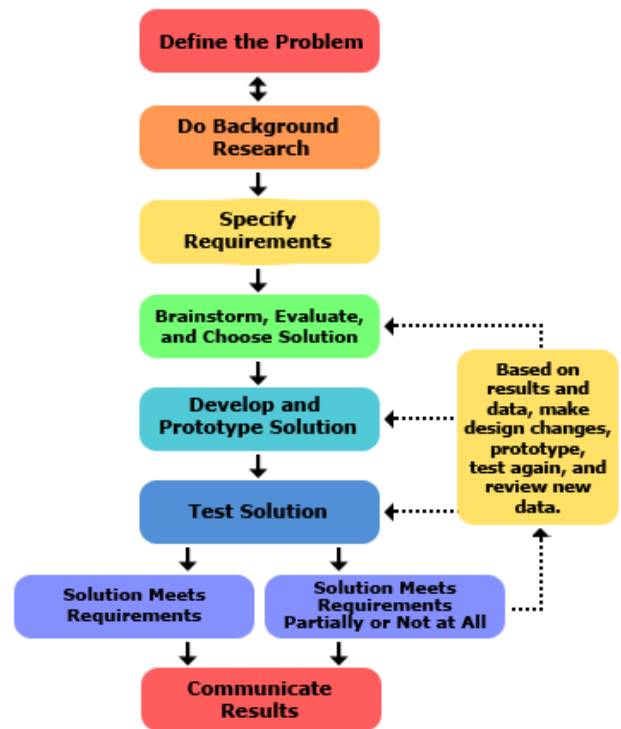 Define the Problem
Do Background
Research
Specify
Requirements
Brainstorm, Evaluate,
and Choose Solution
Develop and
Prototype Solution
Test Solution
Based on
results and
data, make
design changes,
prototype,
test again, and
review new
data.
Solution Meets
Requirements
Solution Meets
Requirements
Partially or Not at All
Communicate
Results